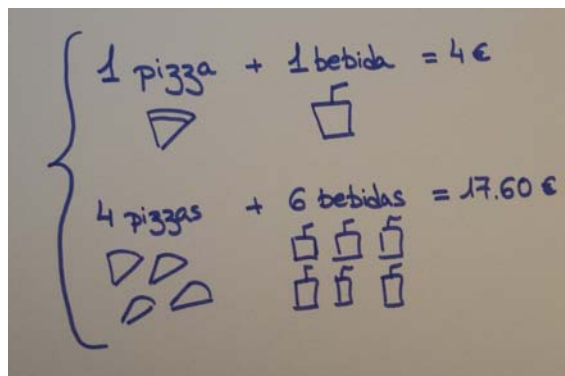 1 pizza + 1 bebida = 4 €
4 pizzas + 6 bebidas = 17.60 €